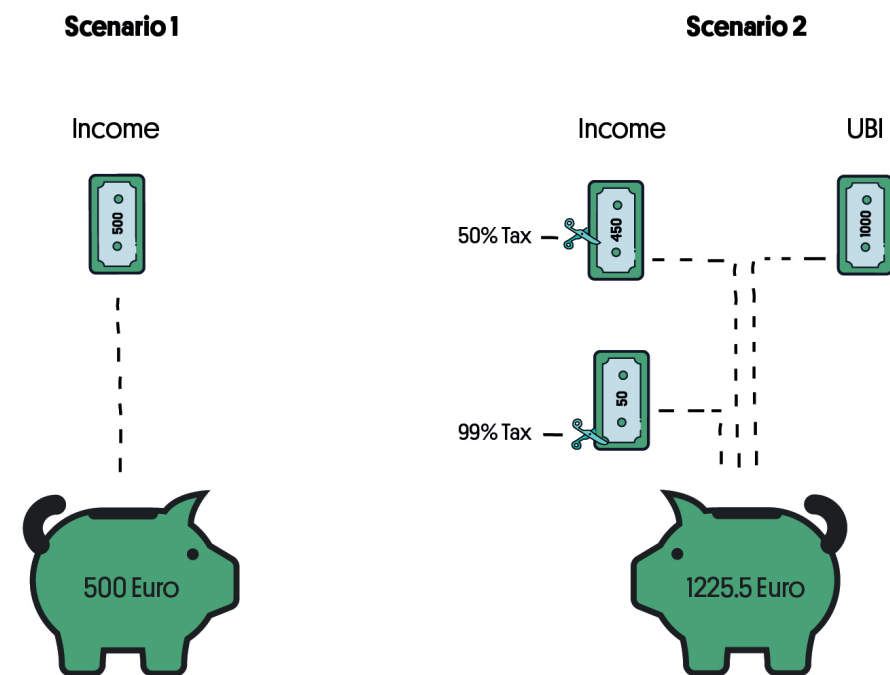 Scenario 1
Income
500
500 Euro
Scenario 2
Income
UBI
50% Tax
450
1000
99% Tax
50
1225.5 Euro